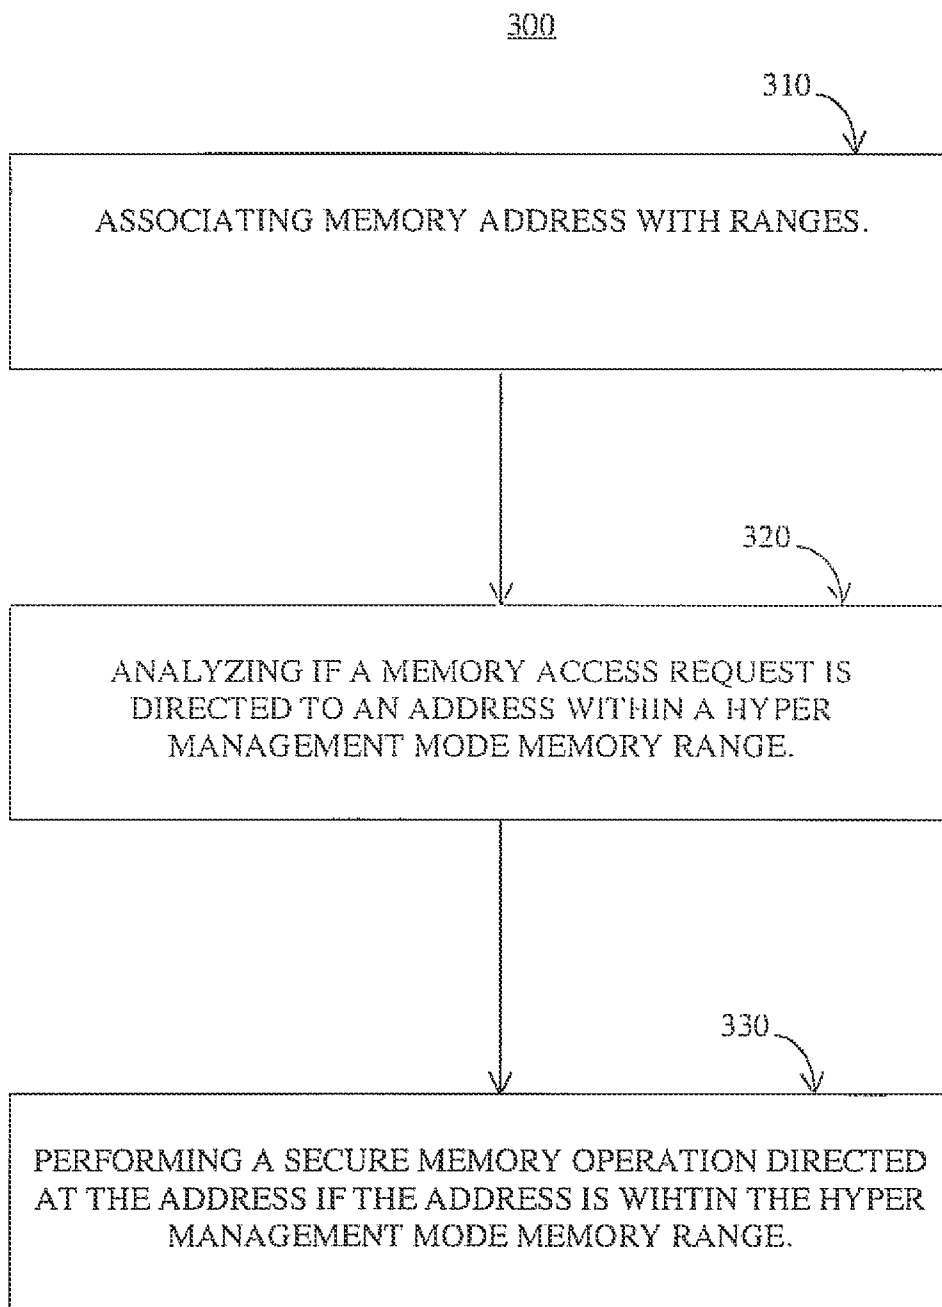 300
310
ASSOCIATING MEMORY ADDRESS WITH RANGES.
320
ANALYZING IF A MEMORY ACCESS REQUEST IS
DIRECTED TO AN ADDRESS WITHIN A HYPER
MANAGEMENT MODE MEMORY RANGE.
330
PERFORMING A SECURE MEMORY OPERATION DIRECTED
AT THE ADDRESS IF THE ADDRESS IS WIHTIN THE HYPER
MANAGEMENT MODE MEMORY RANGE.